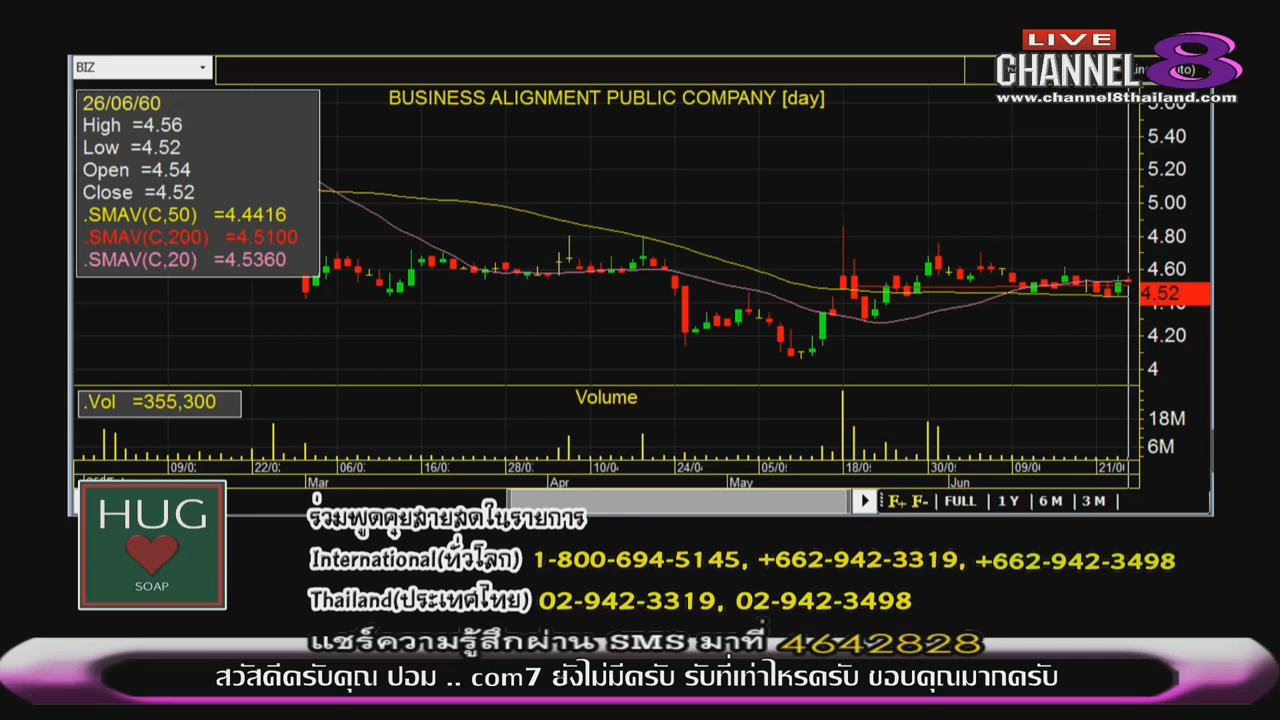 LIVE
CHANNEL 8
www.channel8thailand.com
BIZ
26/06/60
High =4.56
Low =4.52
Open =4.54
Close =4.52
.SMAV(C,50) =4.4416
.SMAV(C,200) =4.5100
.SMAV(C,20) =4.5360
BUSINESS ALIGNMENT PUBLIC COMPANY [day]
5.60
5.40
5.20
5.00
4.80
4.60
4.52
4.20
4
.Vol =355,300
Volume
18M
6M
09/0 22/0 06/0 16/0 28/0 10/0 24/0 05/0 18/0 30/0 09/0 21/0
Mar Apr May Jun
F+ F- | FULL | 1 Y | 6 M | 3 M |
HUG
SOAP
ร่วมพูดคุยสายสดในรายการ
International(ทั่วโลก) 1-800-694-5145, +662-942-3319, +662-942-3498
Thailand(ประเทศไทย) 02-942-3319, 02-942-3498
แชร์ความรู้สึกผ่าน SMS มาที่ 4642828
สวัสดีครับคุณ ปอม .. com7 ยังไม่มีครับ รับที่เท่าไหรครับ ขอบคุณมากครับ